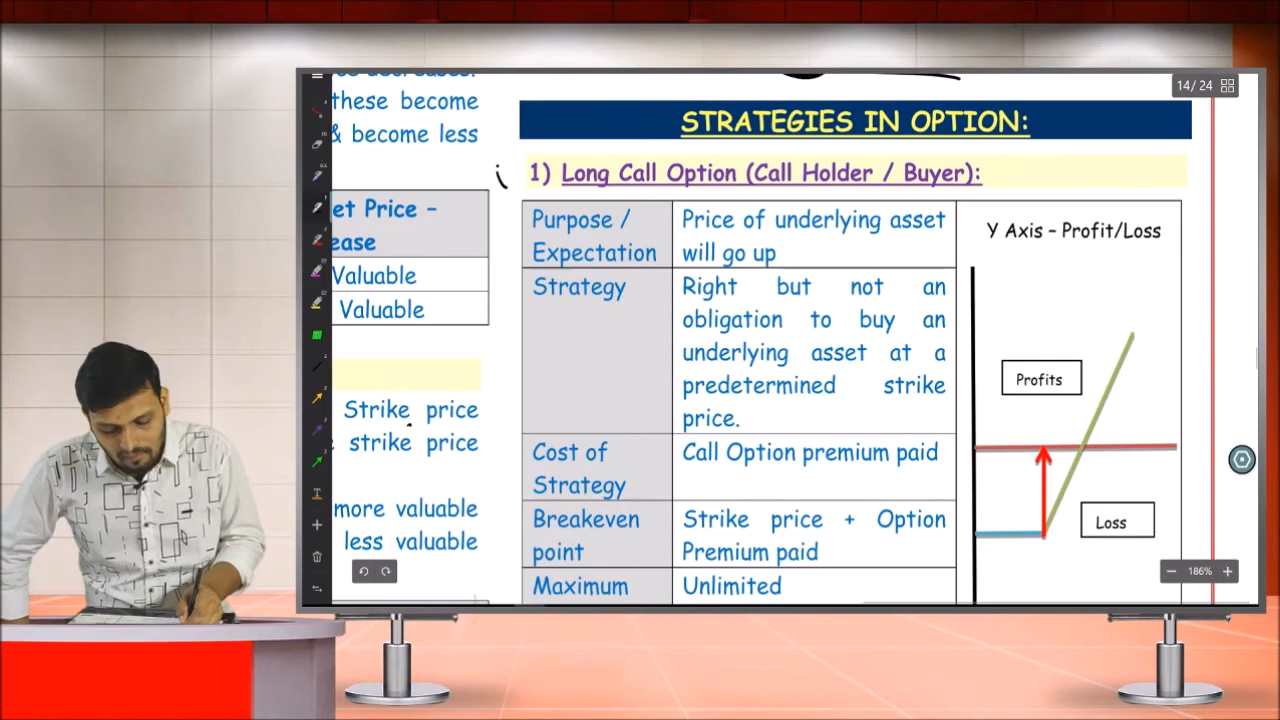 these become
& become less
et Price –
ease
Valuable
Valuable
Strike price
strike price
more valuable
less valuable
14/ 24
STRATEGIES IN OPTION:
1) Long Call Option (Call Holder / Buyer):
Purpose / Expectation
Price of underlying asset
will go up
Strategy
Right but not an
obligation to buy an
underlying asset at a
predetermined strike
price.
Cost of
Strategy
Call Option premium paid
Breakeven
point
Strike price + Option
Premium paid
Maximum
Unlimited
Y Axis – Profit/Loss
Profits
Loss
186%